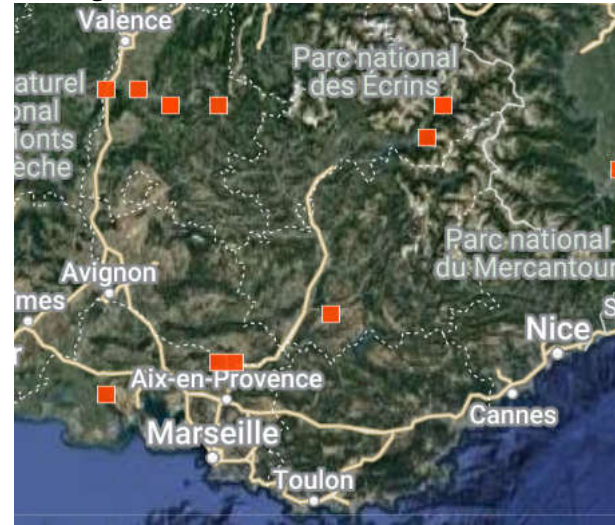 Valence
Parc national
des Écrins
aturel
onal
Monts
èche
Parc national
du Mercantour
Avignon
mes
Nice
Aix-en-Provence
Cannes
Marseille
Toulon